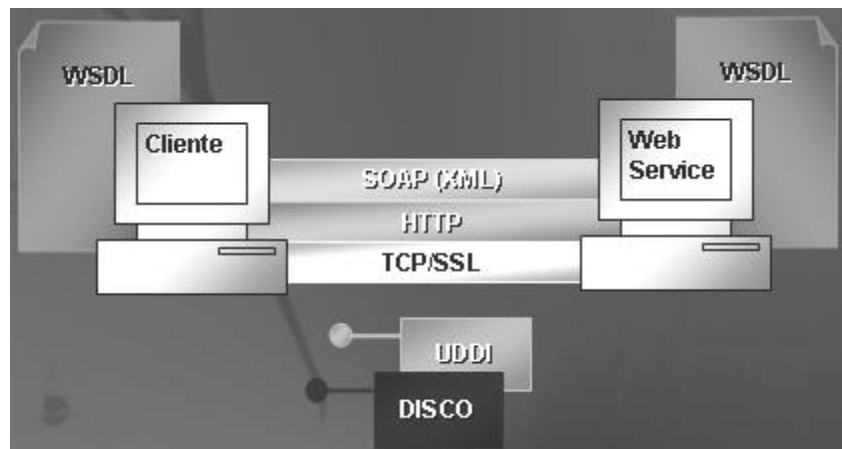 WSDL
WSDL
Cliente
Web
Service
SOAP (XML)
HTTP
TCP/SSL
UDDI
DISCO